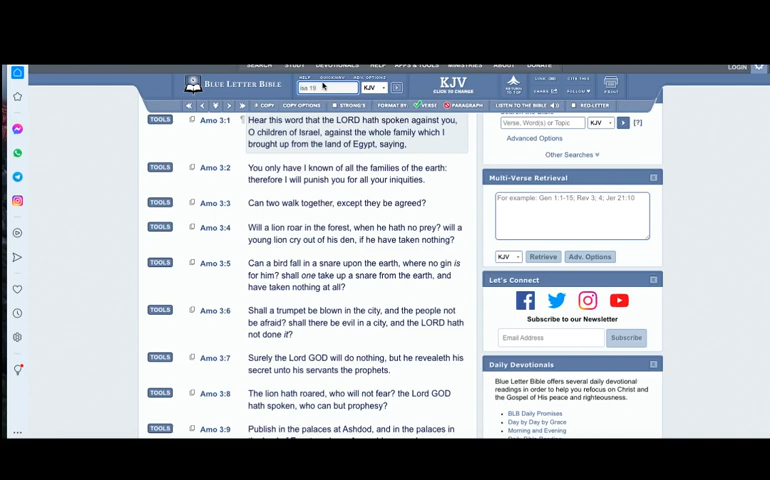 SEARCH STUDY DEVOTIONALS HELP APPS & TOOLS MINISTRIES ABOUT DONATE
LOGIN
BLUE LETTER BIBLE
HELP QUICKNAV ADV. OPTIONS
isa 19
KJV
KJV
CLICK TO CHANGE
RETURN
TO TOP
LINK
SHARE
CITE THIS
FOLLOW
PRINT
COPY COPY OPTIONS STRONG'S FORMAT BY: VERSE PARAGRAPH LISTEN TO THE BIBLE RED-LETTER
TOOLS Amo 3:1 ¶ Hear this word that the LORD hath spoken against you,
O children of Israel, against the whole family which I
brought up from the land of Egypt, saying,
TOOLS Amo 3:2 You only have I known of all the families of the earth:
therefore I will punish you for all your iniquities.
TOOLS Amo 3:3 Can two walk together, except they be agreed?
TOOLS Amo 3:4 Will a lion roar in the forest, when he hath no prey? will a
young lion cry out of his den, if he have taken nothing?
TOOLS Amo 3:5 Can a bird fall in a snare upon the earth, where no gin is
for him? shall one take up a snare from the earth, and
have taken nothing at all?
TOOLS Amo 3:6 Shall a trumpet be blown in the city, and the people not
be afraid? shall there be evil in a city, and the LORD hath
not done it?
TOOLS Amo 3:7 Surely the Lord GOD will do nothing, but he revealeth his
secret unto his servants the prophets.
TOOLS Amo 3:8 The lion hath roared, who will not fear? the Lord GOD
hath spoken, who can but prophesy?
TOOLS Amo 3:9 Publish in the palaces at Ashdod, and in the palaces in
Verse, Word(s) or Topic KJV [?]
Advanced Options
Other Searches
Multi-Verse Retrieval
For example: Gen 1:1-15; Rev 3; 4; Jer 21:10
KJV Retrieve Adv. Options
Let's Connect
Subscribe to our Newsletter
Email Address Subscribe
Daily Devotionals
Blue Letter Bible offers several daily devotional
readings in order to help you refocus on Christ and
the Gospel of His peace and righteousness.
BLB Daily Promises
Day by Day by Grace
Morning and Evening